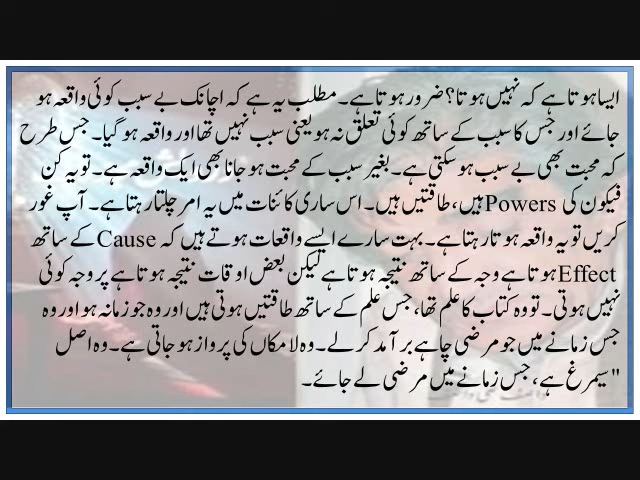 ایسا ہوتا ہے کہ نہیں ہوتا؟ ضرور ہوتا ہے۔ مطلب یہ ہے کہ اچانک بے سبب کوئی واقعہ ہو
جائے اور جس کا سبب کے ساتھ کوئی تعلق نہ ہو یعنی سبب نہیں تھا اور واقعہ ہو گیا۔ جس طرح
کہ محبت بھی بے سبب ہو سکتی ہے۔ بغیر سبب کے محبت ہو جانا بھی ایک واقعہ ہے۔ تو یہ کن
فیکون کی Powers ہیں، طاقتیں ہیں۔ اس ساری کائنات میں یہ امر چلتا رہتا ہے۔ آپ غور
کریں تو یہ واقعہ ہوتا رہتا ہے۔ بہت سارے ایسے واقعات ہوتے ہیں کہ Cause کے ساتھ
Effect ہوتا ہے وجہ کے ساتھ نتیجہ ہوتا ہے لیکن بعض اوقات نتیجہ ہوتا ہے پر وجہ کوئی
نہیں ہوتی۔ تو وہ کتاب کا علم تھا، جس علم کے ساتھ طاقتیں ہوتی ہیں اور وہ جو زمانہ ہو اور وہ
جس زمانے میں جو مرضی چاہے بر آمد کر لے۔ وہ لا مکاں کی پرواز ہو جاتی ہے۔ وہ اصل
سیمرغ ہے، جس زمانے میں مرضی لے جائے۔"